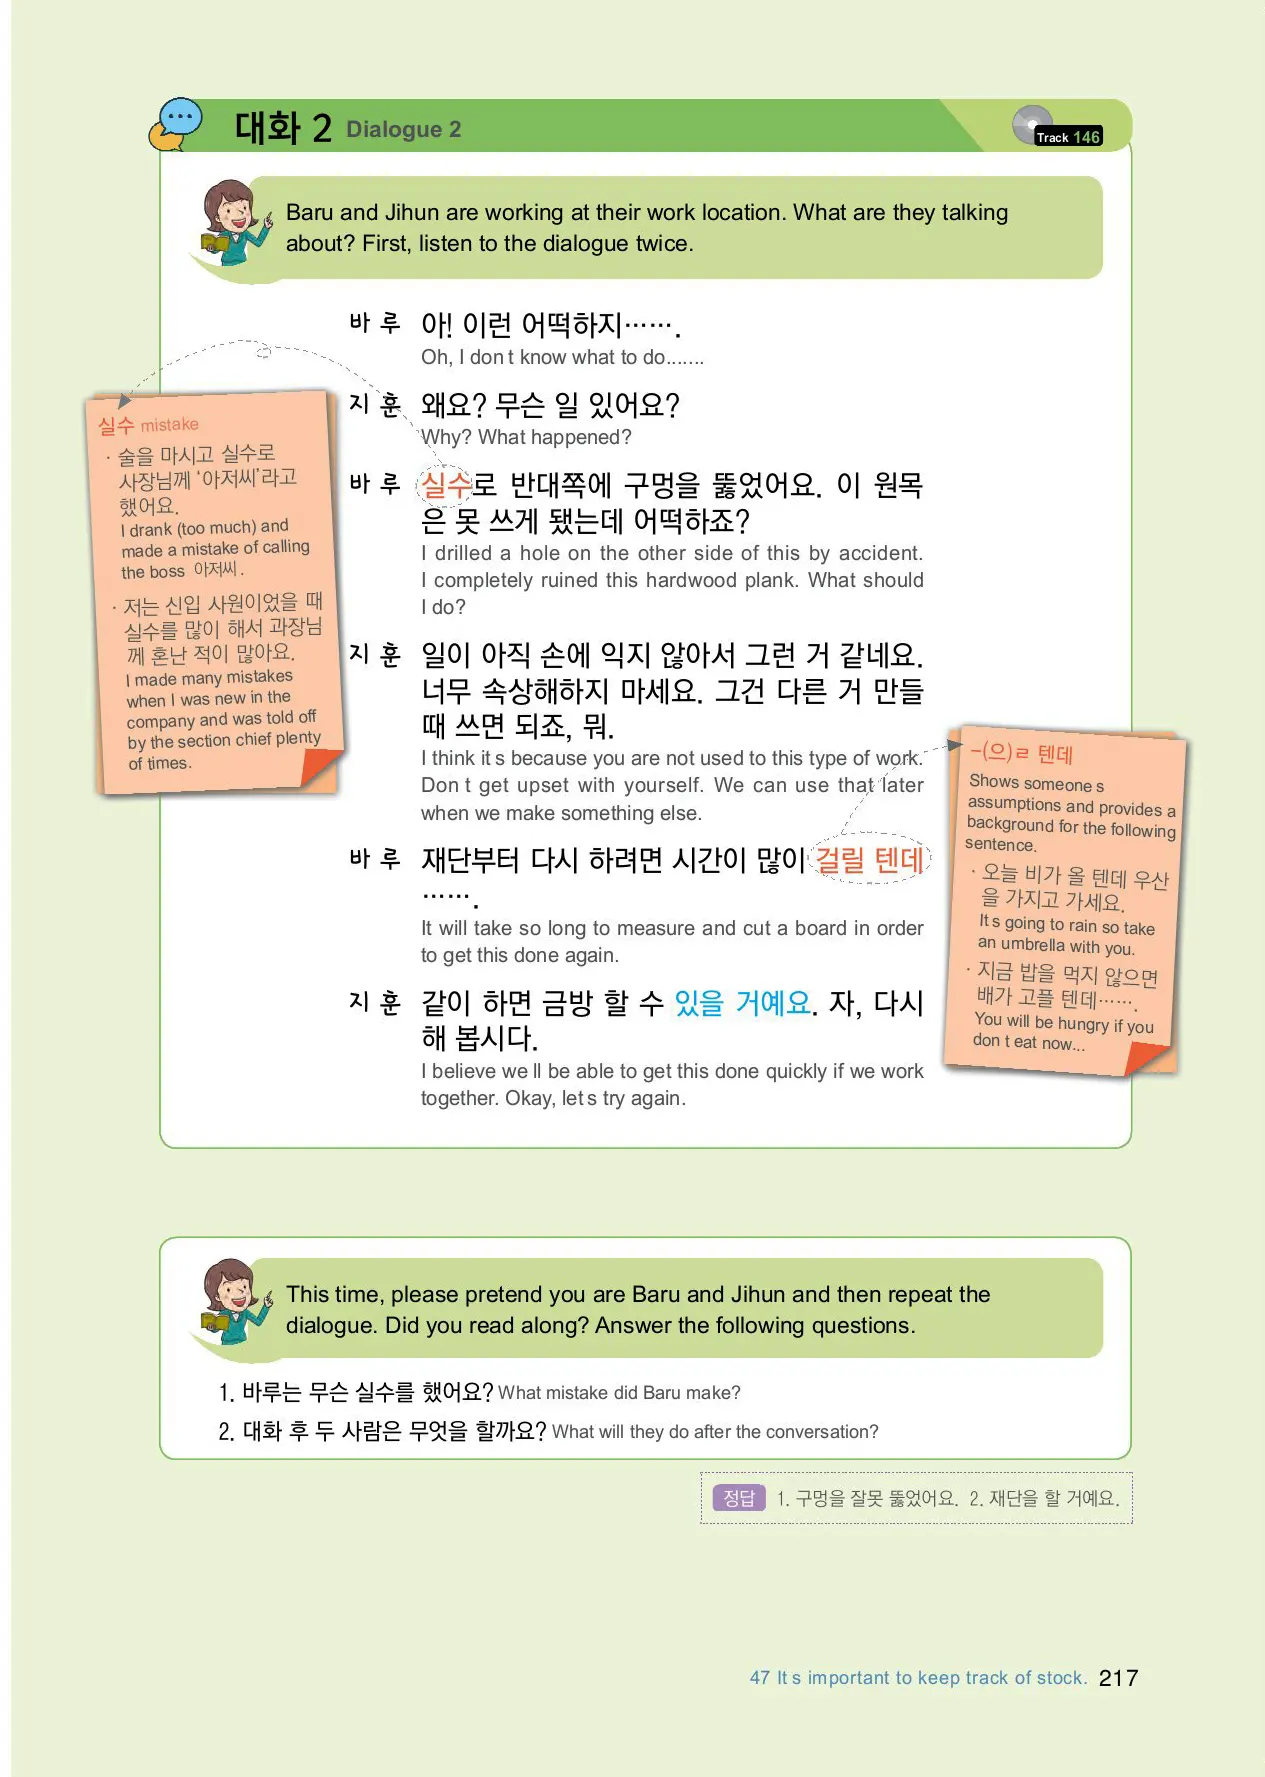 대화 2 Dialogue 2
Track 146
Baru and Jihun are working at their work location. What are they talking
about? First, listen to the dialogue twice.
바 루 아! 이런 어떡하지…….
Oh, I don t know what to do.......
지 훈 왜요? 무슨 일 있어요?
Why? What happened?
바 루 실수로 반대쪽에 구멍을 뚫었어요. 이 원목
은 못 쓰게 됐는데 어떡하죠?
I drilled a hole on the other side of this by accident.
I completely ruined this hardwood plank. What should
I do?
지 훈 일이 아직 손에 익지 않아서 그런 거 같네요.
너무 속상해하지 마세요. 그건 다른 거 만들
때 쓰면 되죠, 뭐.
I think it s because you are not used to this type of work.
Don t get upset with yourself. We can use that later
when we make something else.
바 루 재단부터 다시 하려면 시간이 많이 걸릴 텐데
…….
It will take so long to measure and cut a board in order
to get this done again.
지 훈 같이 하면 금방 할 수 있을 거예요. 자, 다시
해 봅시다.
I believe we ll be able to get this done quickly if we work
together. Okay, let s try again.
실수 mistake
· 술을 마시고 실수로
사장님께 ‘아저씨’라고
했어요.
I drank (too much) and
made a mistake of calling
the boss 아저씨.
· 저는 신입 사원이었을 때
실수를 많이 해서 과장님
께 혼난 적이 많아요.
I made many mistakes
when I was new in the
company and was told off
by the section chief plenty
of times.
-(으)ㄹ 텐데
Shows someone s
assumptions and provides a
background for the following
sentence.
· 오늘 비가 올 텐데 우산
을 가지고 가세요.
It s going to rain so take
an umbrella with you.
· 지금 밥을 먹지 않으면
배가 고플 텐데…….
You will be hungry if you
don t eat now...
This time, please pretend you are Baru and Jihun and then repeat the
dialogue. Did you read along? Answer the following questions.
1. 바루는 무슨 실수를 했어요? What mistake did Baru make?
2. 대화 후 두 사람은 무엇을 할까요? What will they do after the conversation?
정답 1. 구멍을 잘못 뚫었어요. 2. 재단을 할 거예요.
47 It s important to keep track of stock. 217